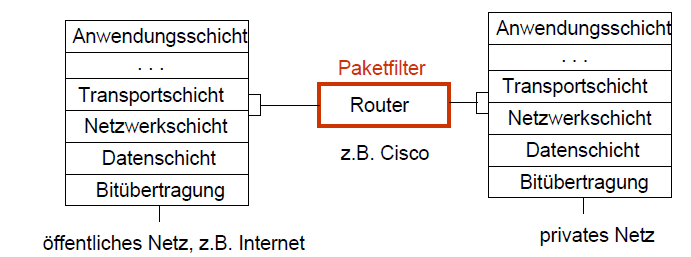 Anwendungsschicht
. . .
Transportschicht
Netzwerkschicht
Datenschicht
Bitübertragung
öffentliches Netz, z.B. Internet
Paketfilter
Router
z.B. Cisco
Anwendungsschicht
. . .
Transportschicht
Netzwerkschicht
Datenschicht
Bitübertragung
privates Netz